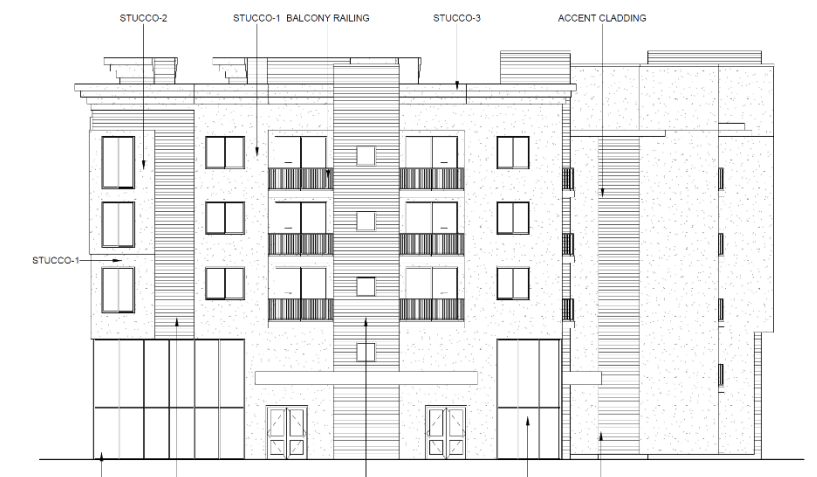 STUCCO-2
STUCCO-1
BALCONY RAILING
STUCCO-3
ACCENT CLADDING
STUCCO-1